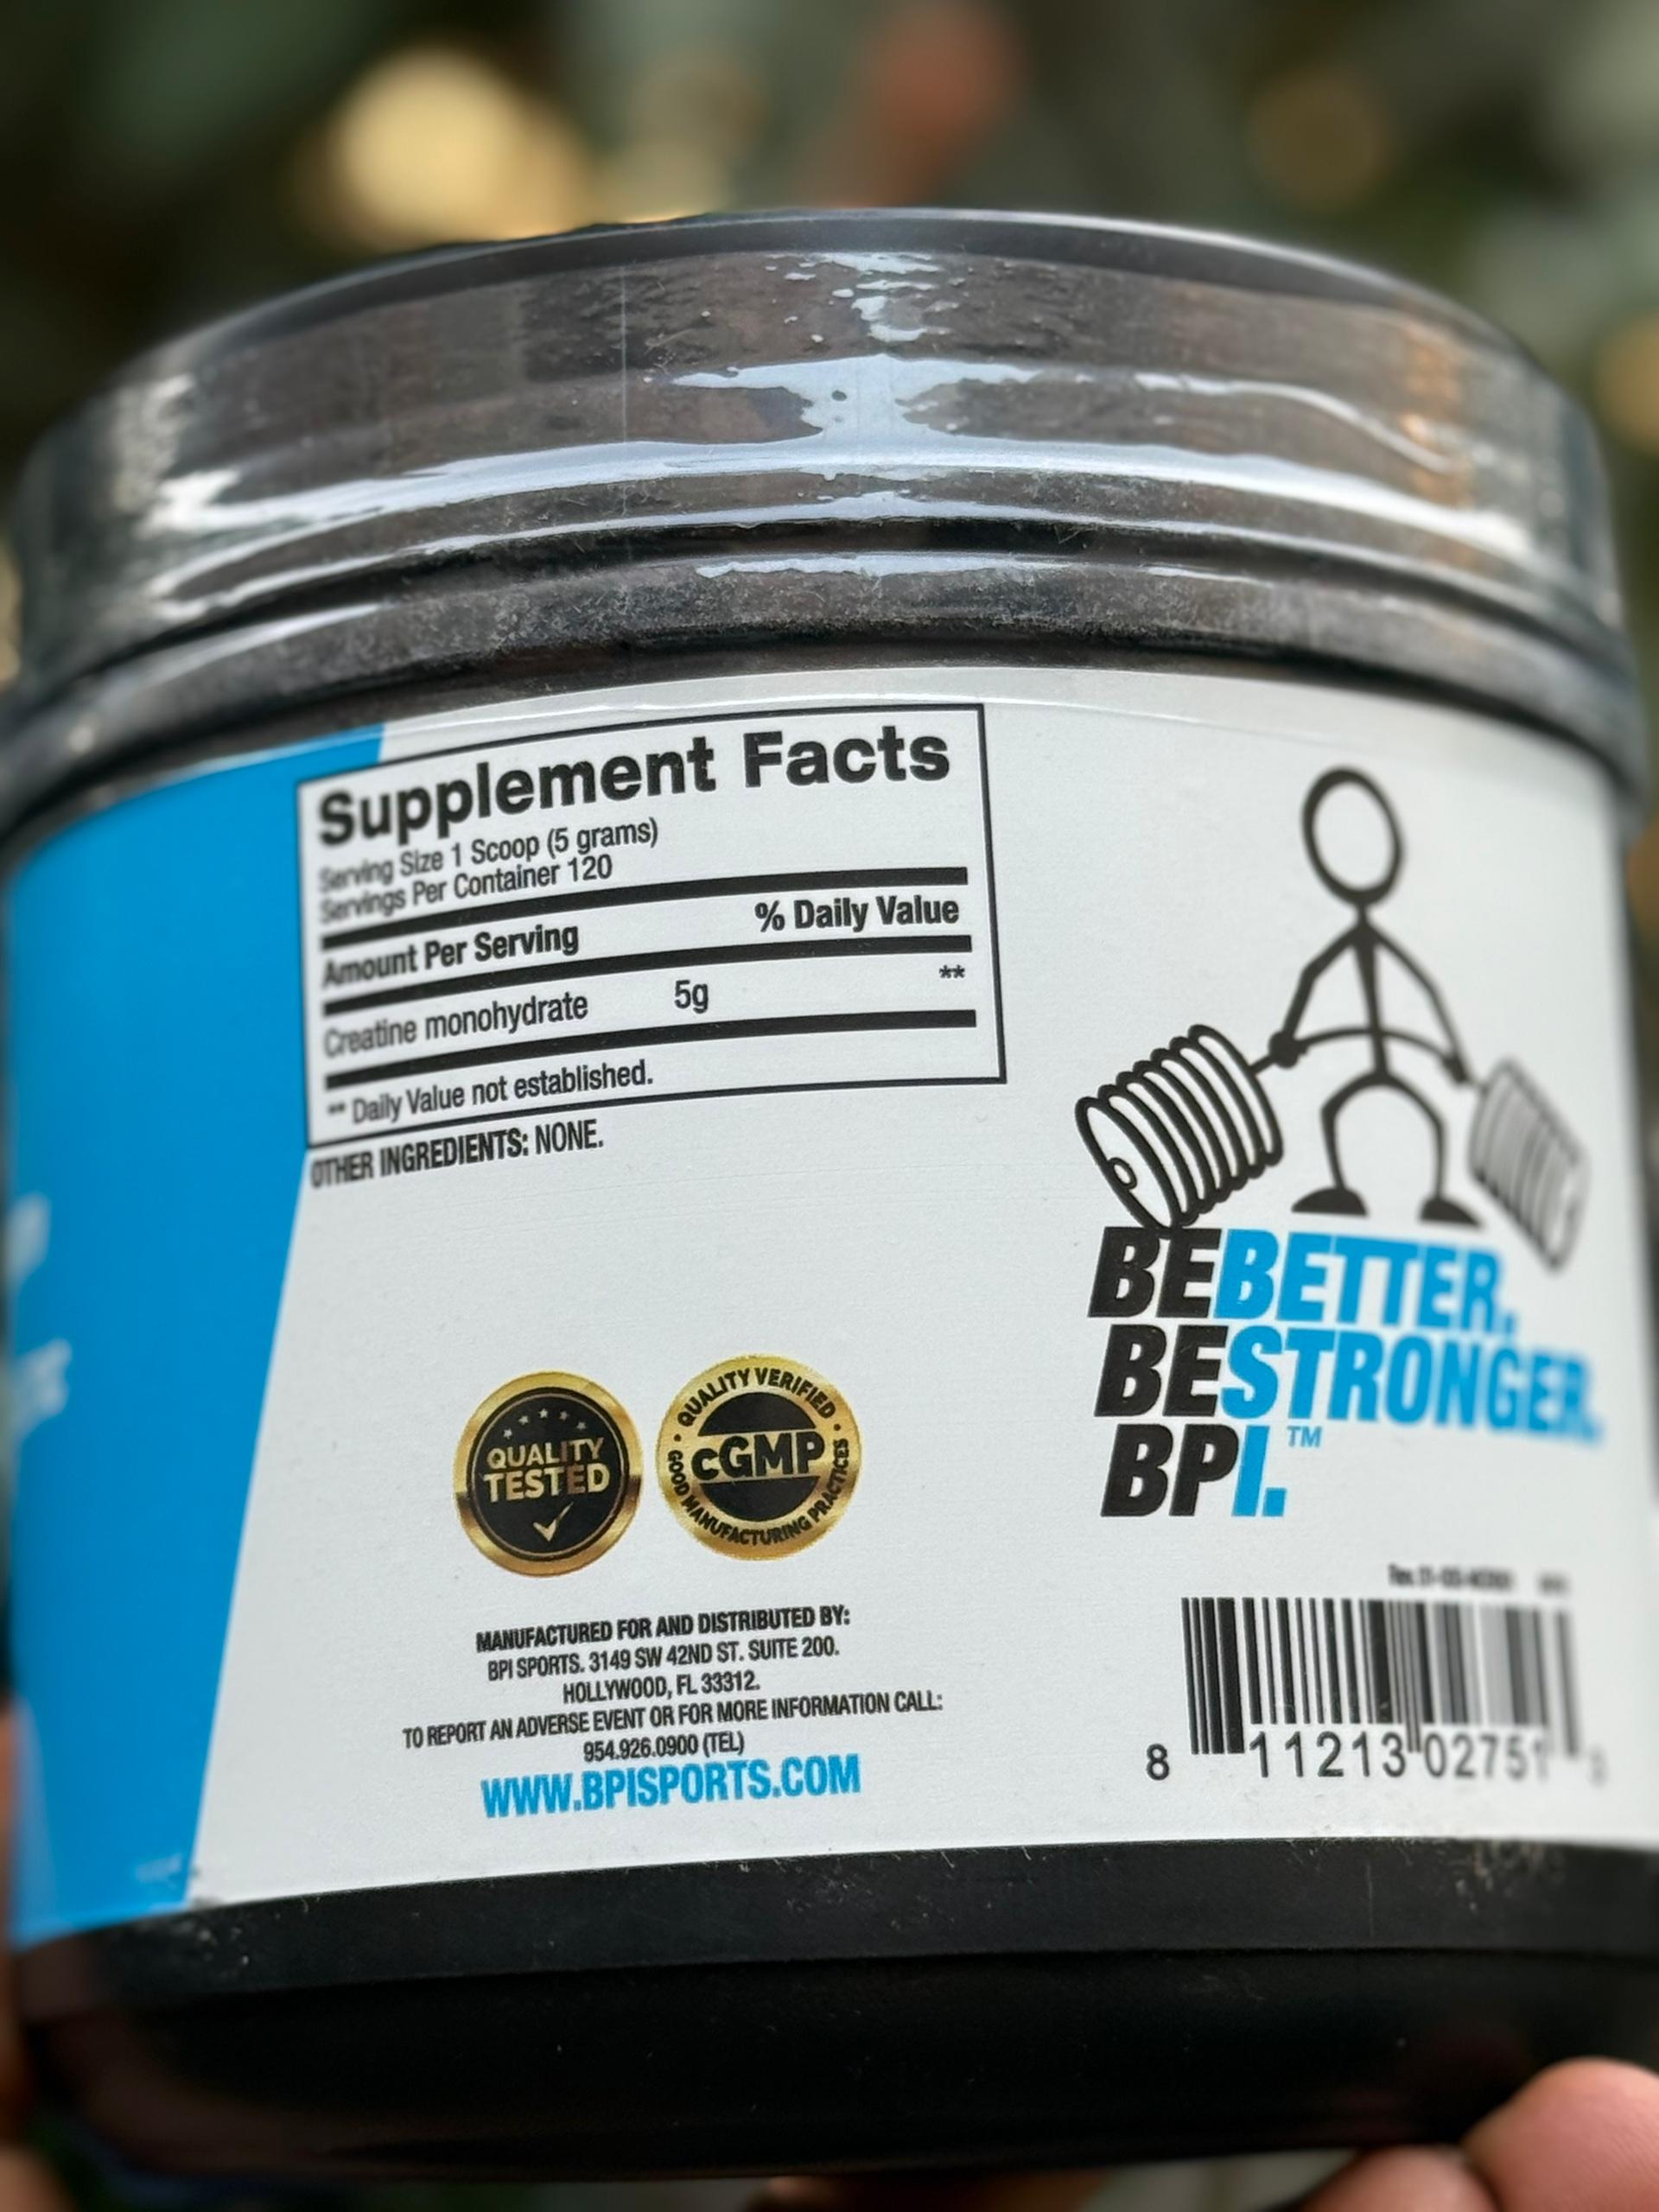 Supplement Facts
Serving Size 1 Scoop (5 grams)
Servings Per Container 120
Amount Per Serving % Daily Value
Creatine monohydrate 5g **
** Daily Value not established.
OTHER INGREDIENTS: NONE.
QUALITY
TESTED
QUALITY VERIFIED
cGMP
GOOD MANUFACTURING PRACTICES
MANUFACTURED FOR AND DISTRIBUTED BY:
BPI SPORTS. 3149 SW 42ND ST. SUITE 200.
HOLLYWOOD, FL 33312.
TO REPORT AN ADVERSE EVENT OR FOR MORE INFORMATION CALL:
954.926.0900 (TEL)
WWW.BPISPORTS.COM
BEBETTER.
BESTRONGER.
BPI.™
8 11213 02751